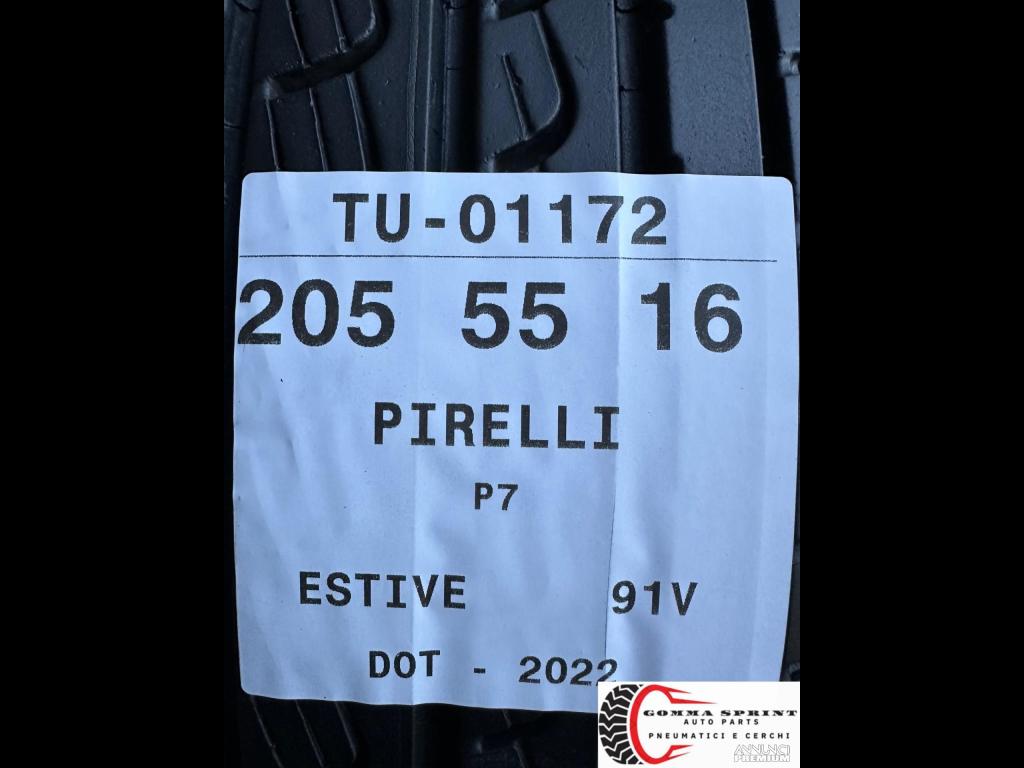 TU-01172
205 55 16
PIRELLI
P7
ESTIVE 91V
DOT - 2022
GOMMA SPRINT
AUTO PARTS
PNEUMATICI E CERCHI
ANNUNCI
PREMIUM